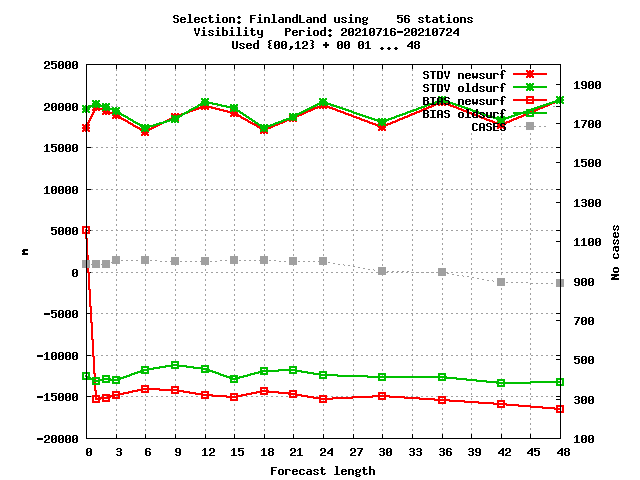 Selection: FinlandLand using    56 stations
Visibility   Period: 20210716-20210724
Used {00,12} + 00 01 ... 48
25000
20000
15000
10000
5000
0
-5000
-10000
-15000
-20000
m
STDV newsurf
STDV oldsurf
BIAS newsurf
BIAS oldsurf
CASES
1900
1700
1500
1300
1100
900
700
500
300
100
No cases
0 3 6 9 12 15 18 21 24 27 30 33 36 39 42 45 48
Forecast length